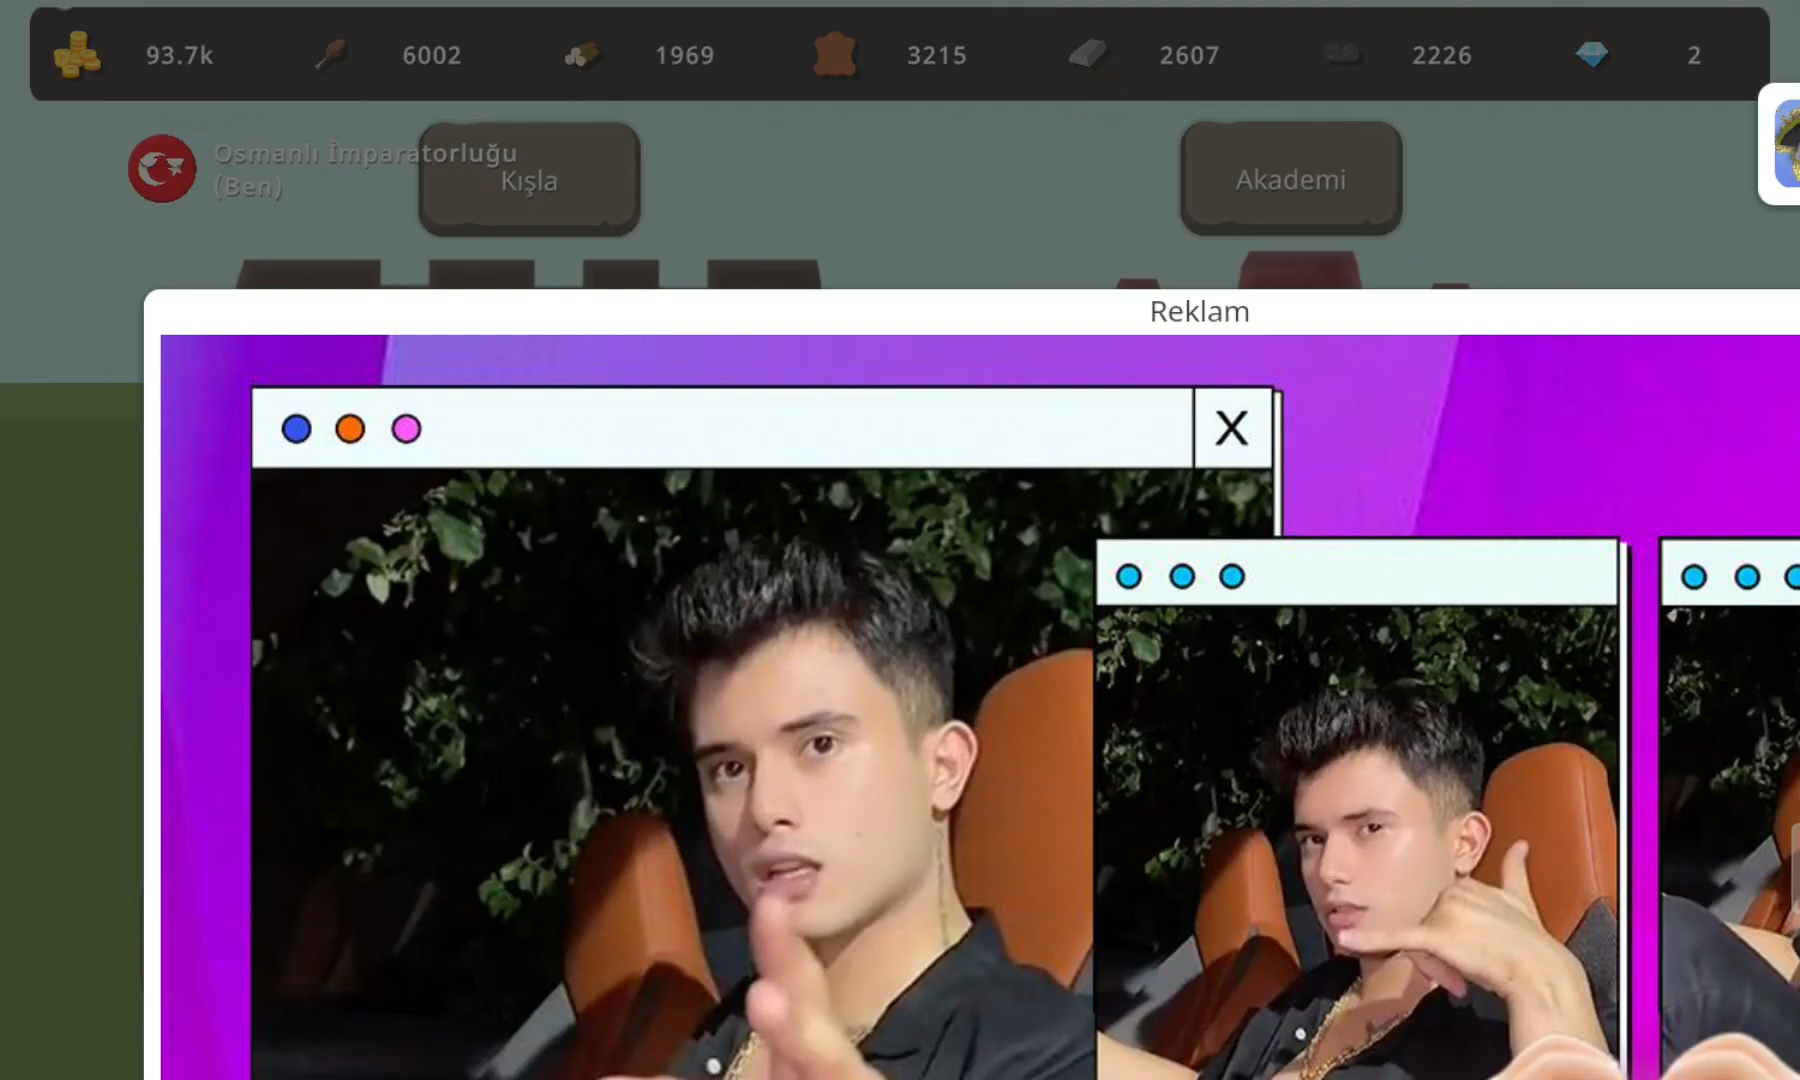 93.7k 6002 1969 3215 2607 2226 2
Osmanlı İmparatorluğu
(Ben)
Kışla
Akademi
Reklam
X